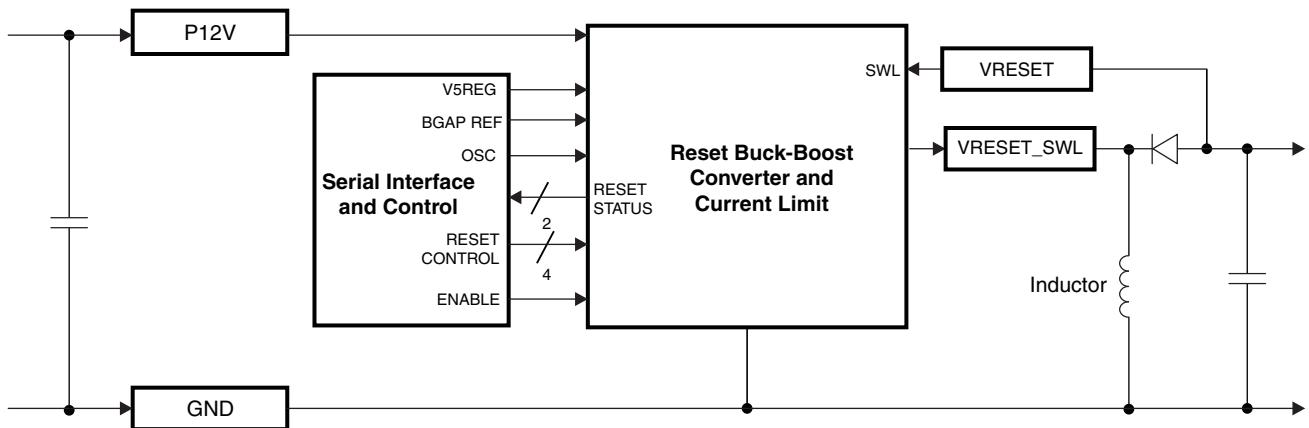 P12V
V5REG
BGAP REF
OSC
Serial Interface
and Control
RESET
CONTROL
ENABLE
2
4
RESET
STATUS
Reset Buck-Boost
Converter and
Current Limit
SWL
VRESET
VRESET_SWL
Inductor
GND